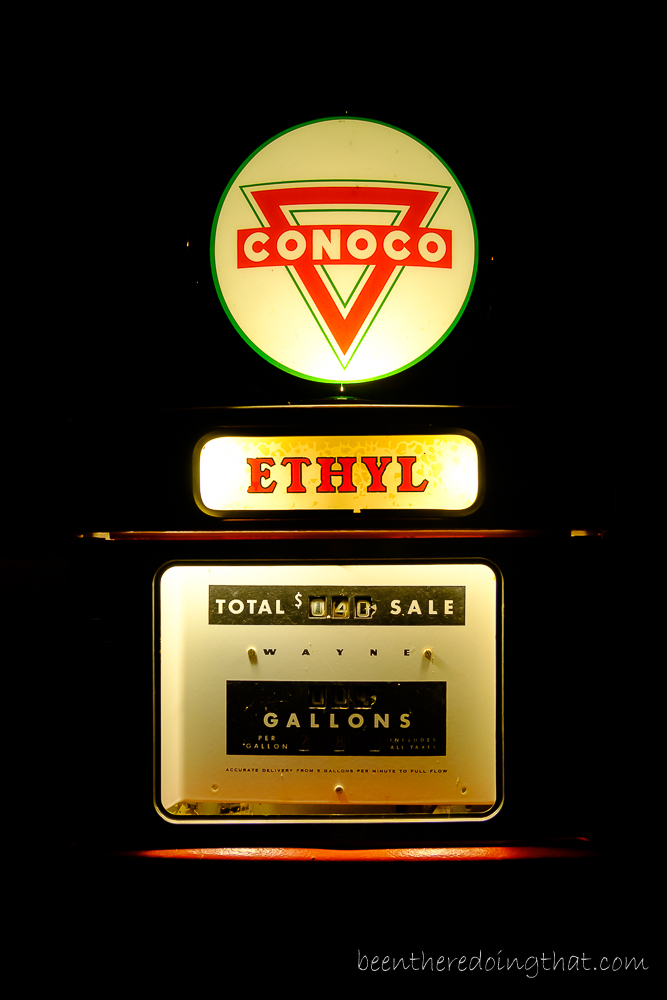 CONOCO
ETHYL
TOTAL $ SALE
WAYNE
GALLONS
PER GALLON
INCLUDES ALL TAXES
ACCURATE DELIVERY FROM 5 GALLONS PER MINUTE TO FULL FLOW
beentheredoingthat.com